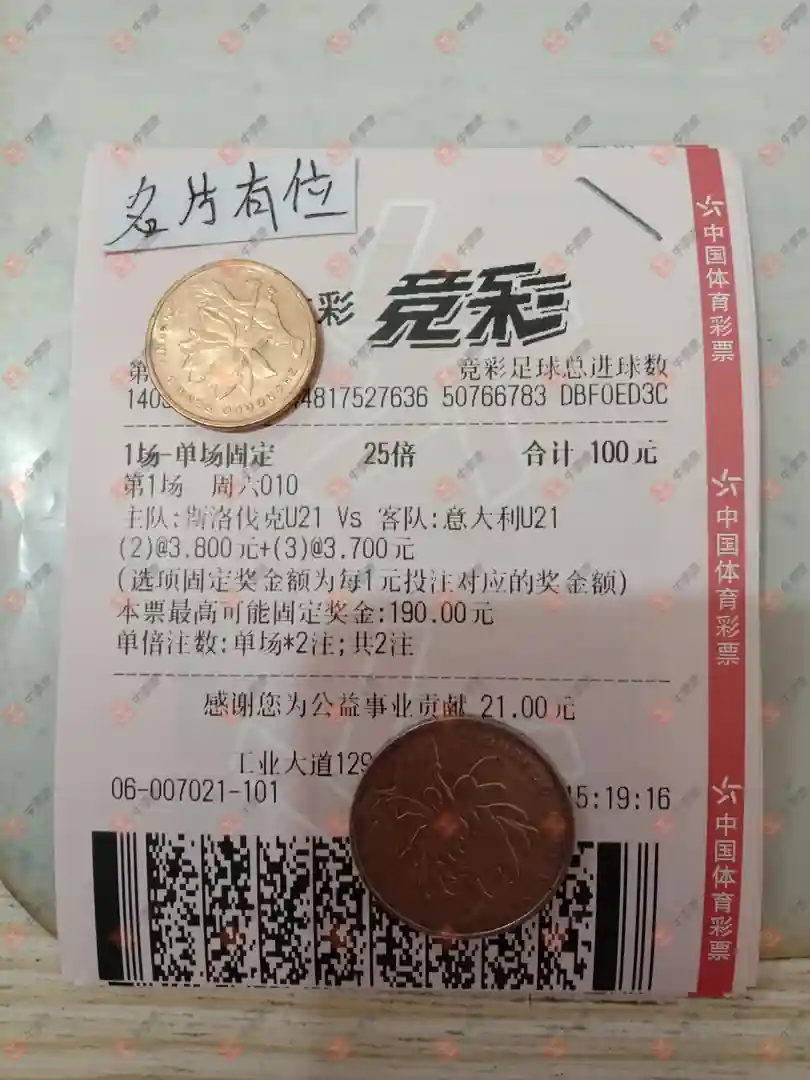 名片有位
彩 竞彩
第
竞彩足球总进球数
140 4817527636 50766783 DBF0ED3C
1场-单场固定 25倍 合计 100元
第1场 周六010
主队:斯洛伐克U21 Vs 客队:意大利U21
(2)@3.800元+(3)@3.700元
(选项固定奖金额为每1元投注对应的奖金额)
本票最高可能固定奖金:190.00元
单倍注数:单场*2注;共2注
感谢您为公益事业贡献 21.00元
工业大道129
06-007021-101 15:19:16
中国体育彩票
中国体育彩票
中国体育彩票